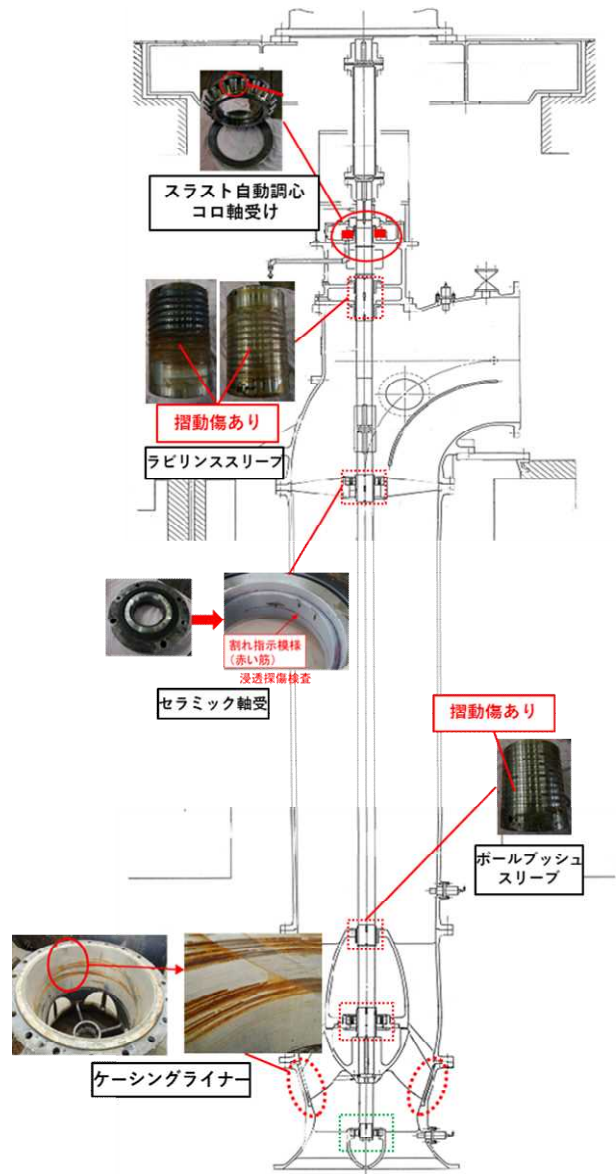 スラスト自動調心
コロ軸受け
摺動傷あり
ラビリンススリーブ
割れ指示模様
(赤い筋)
浸透探傷検査
セラミック軸受
摺動傷あり
ボールブッシュ
スリーブ
ケーシングライナー